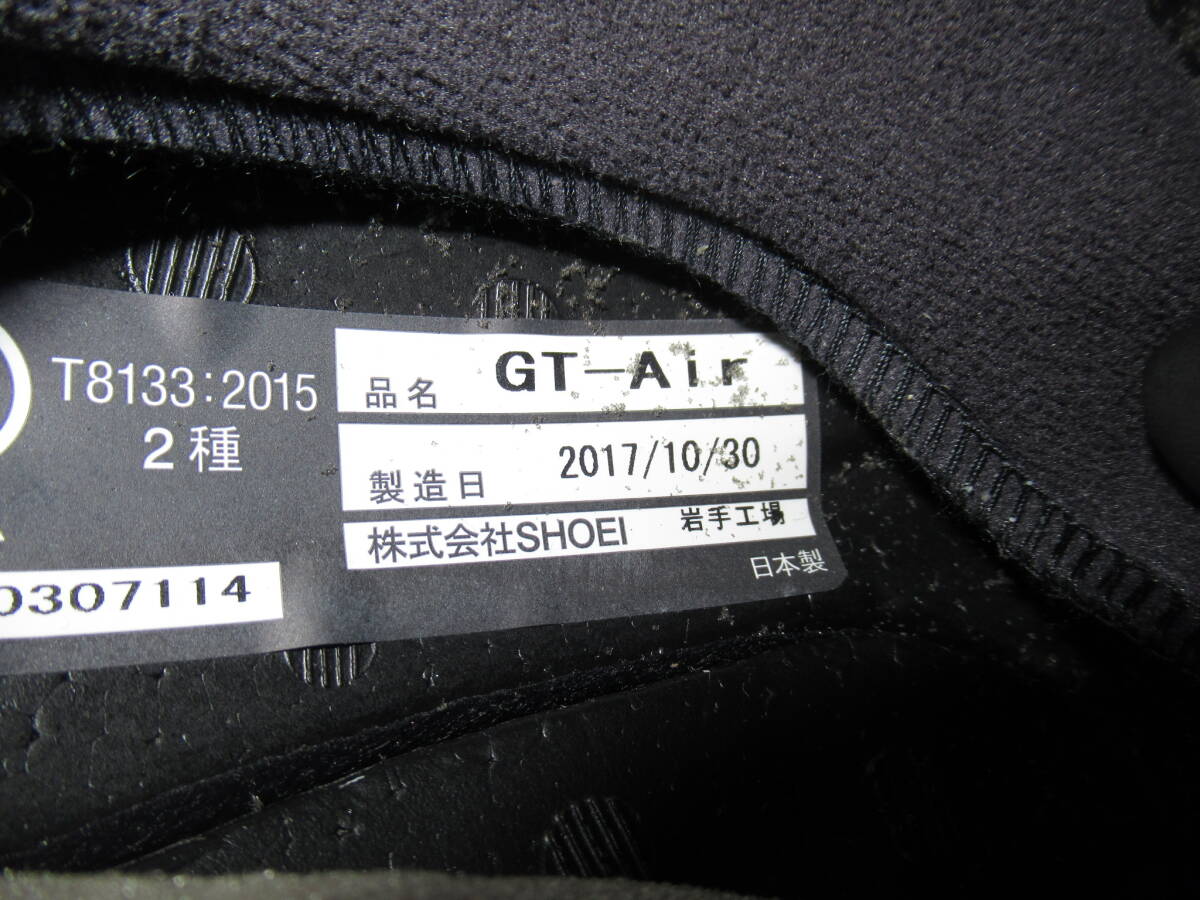 T8133:2015
2種
0307114
品名 GT-Air
製造日 2017/10/30
株式会社SHOEI 岩手工場
日本製